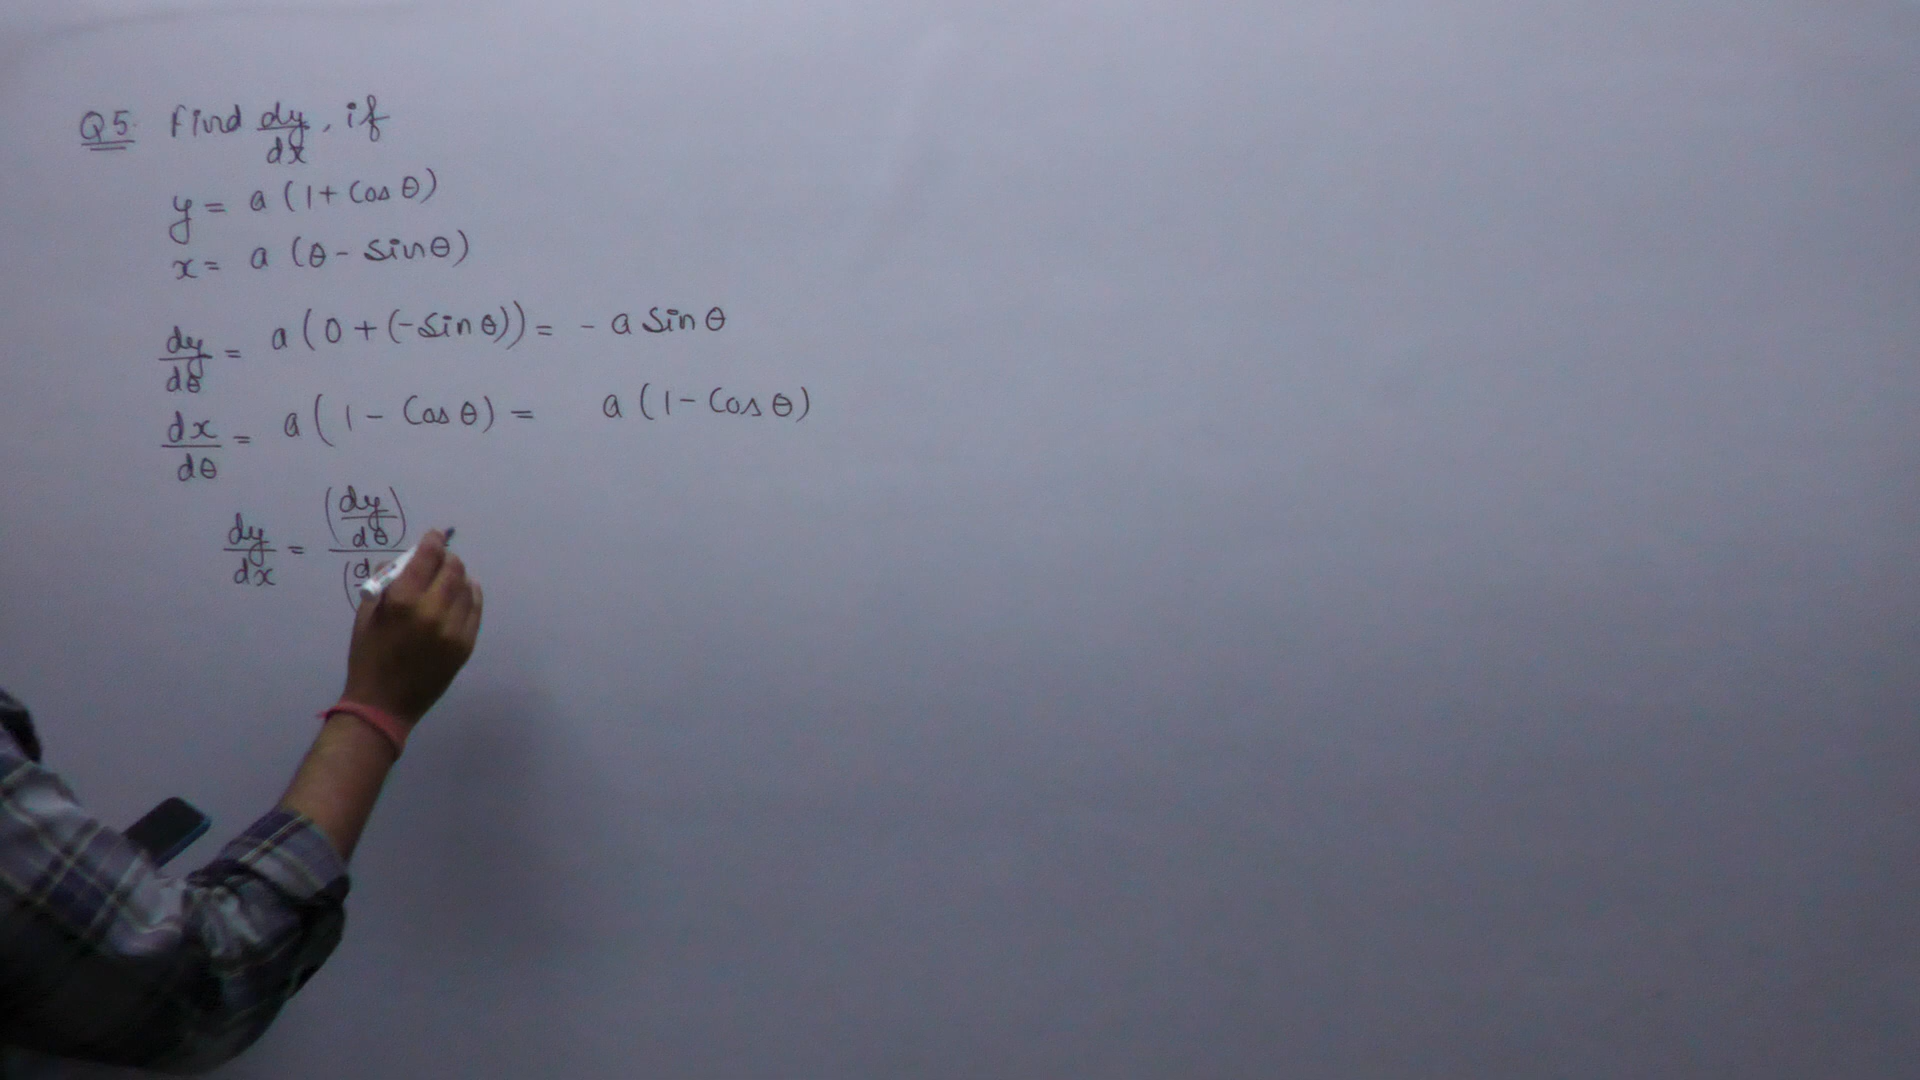 Q5. Find dy/dx, if
y = a (1 + Cos θ)
x = a (θ - Sinθ)
dy/dθ = a (0 + (-Sin θ)) = - a Sin θ
dx/dθ = a (1 - Cos θ) = a (1 - Cos θ)
dy/dx = (dy/dθ)/(d